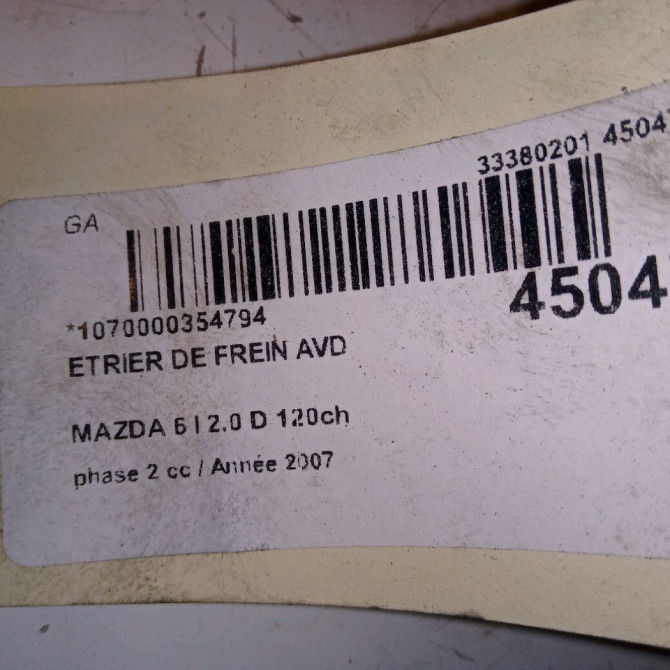 33380201 4504
GA
*1070000354794
4504
ETRIER DE FREIN AVD
MAZDA 6 I 2.0 D 120ch
phase 2 cc / Année 2007